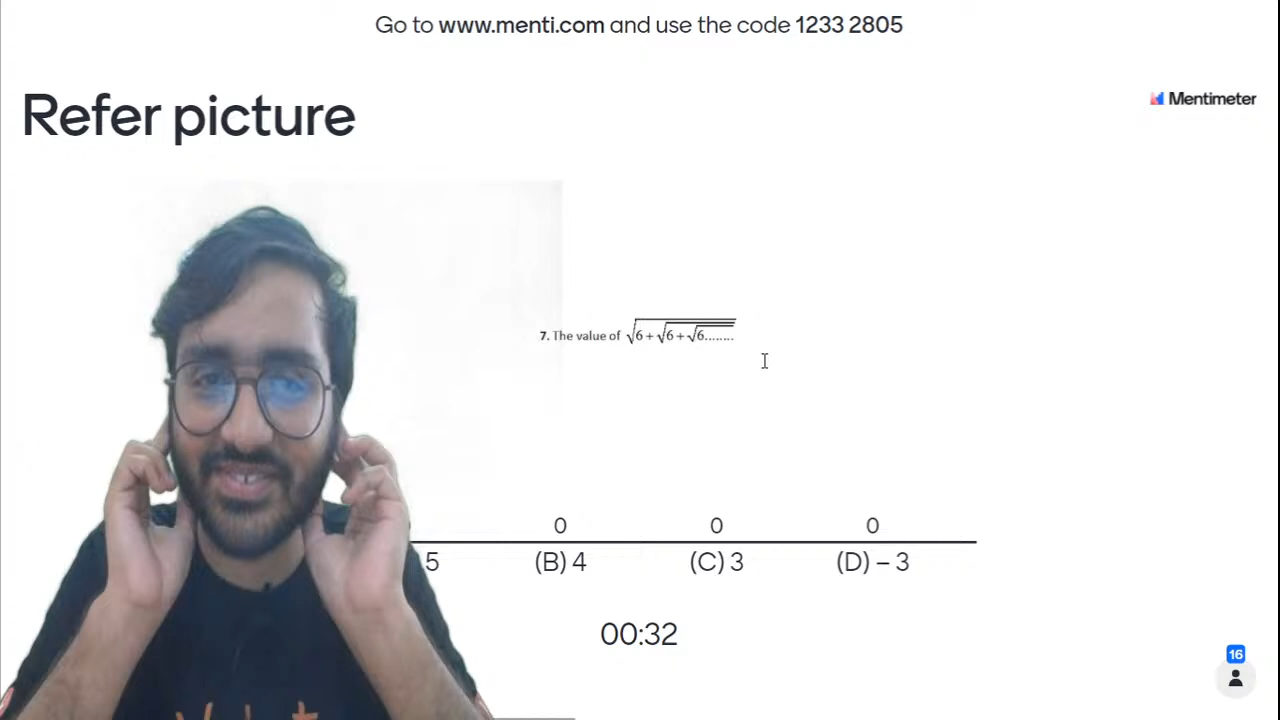 Go to www.menti.com and use the code 1233 2805
Refer picture
Mentimeter
7. The value of √6+√6+√6........
0 0 0
5 (B) 4 (C) 3 (D) – 3
00:32
16